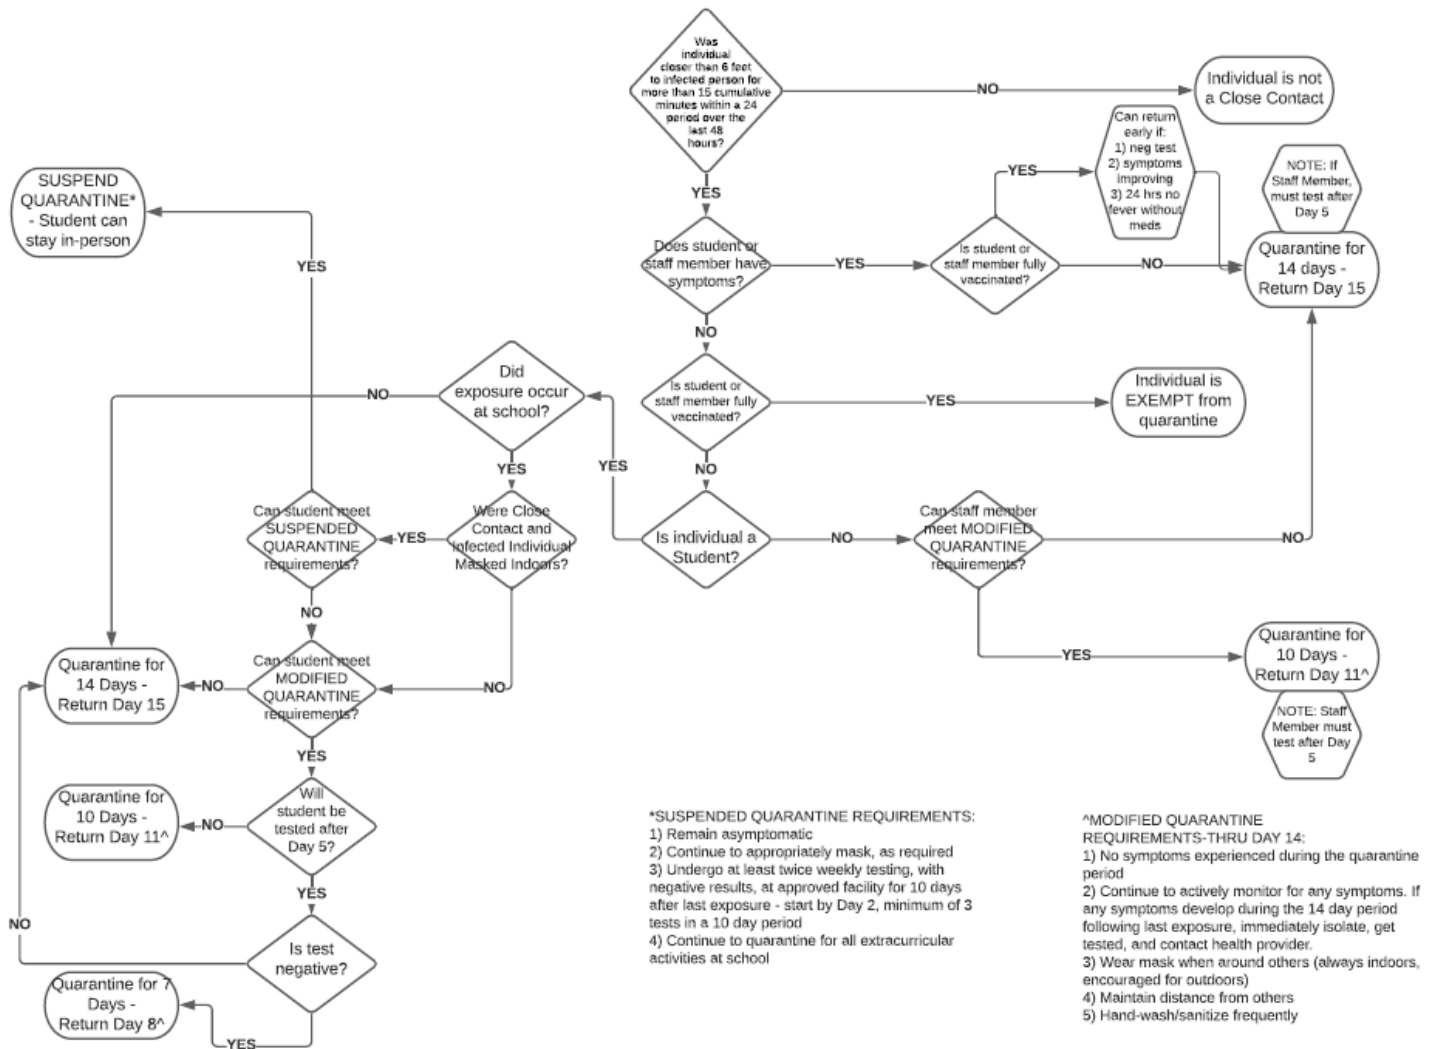 Was
individual
closer than 6 feet
to infected person for
more than 15 cumulative
minutes within a 24
period over the
last 48
hours?
NO
Individual is not
a Close Contact
YES
Can return
early if:
1) neg test
2) symptoms
improving
3) 24 hrs no
fever without
meds
NOTE: If
Staff Member,
must test after
Day 5
SUSPEND
QUARANTINE*
- Student can
stay in-person
YES
Does student or
staff member have
symptoms?
YES
Is student or
staff member fully
vaccinated?
YES
NO
Quarantine for
14 days -
Return Day 15
NO
Is student or
staff member fully
vaccinated?
YES
Individual is
EXEMPT from
quarantine
NO
Did
exposure occur
at school?
NO
YES
YES
Can student meet
SUSPENDED
QUARANTINE
requirements?
YES
Were Close
Contact and
Infected Individual
Masked Indoors?
Is individual a
Student?
NO
Can staff member
meet MODIFIED
QUARANTINE
requirements?
NO
NO
Quarantine for
14 Days -
Return Day 15
NO
Can student meet
MODIFIED
QUARANTINE
requirements?
NO
YES
Quarantine for
10 Days -
Return Day 11^
NOTE: Staff
Member must
test after Day
5
YES
Quarantine for
10 Days -
Return Day 11^
NO
Will
student be
tested after
Day 5?
YES
NO
Is test
negative?
Quarantine for 7
Days -
Return Day 8^
YES
*SUSPENDED QUARANTINE REQUIREMENTS:
1) Remain asymptomatic
2) Continue to appropriately mask, as required
3) Undergo at least twice weekly testing, with
negative results, at approved facility for 10 days
after last exposure - start by Day 2, minimum of 3
tests in a 10 day period
4) Continue to quarantine for all extracurricular
activities at school
^MODIFIED QUARANTINE
REQUIREMENTS-THRU DAY 14:
1) No symptoms experienced during the quarantine
period
2) Continue to actively monitor for any symptoms. If
any symptoms develop during the 14 day period
following last exposure, immediately isolate, get
tested, and contact health provider.
3) Wear mask when around others (always indoors,
encouraged for outdoors)
4) Maintain distance from others
5) Hand-wash/sanitize frequently